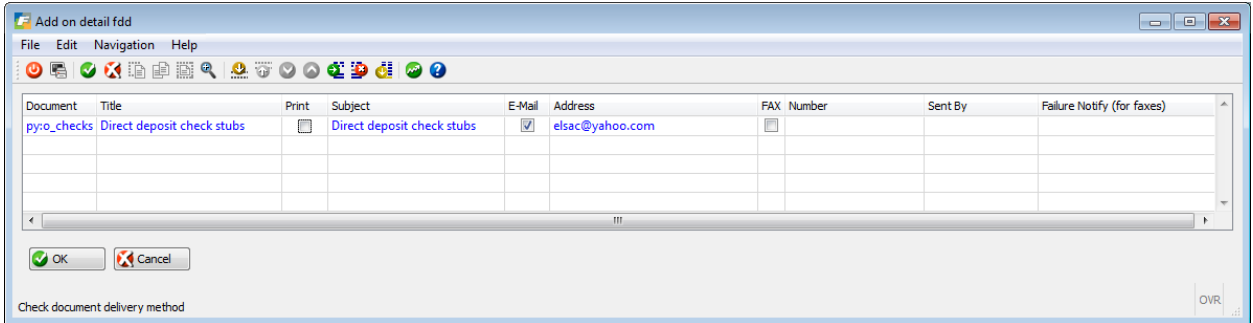 Add on detail fdd
File Edit Navigation Help
Document Title Print Subject E-Mail Address FAX Number Sent By Failure Notify (for faxes)
py:o_checks Direct deposit check stubs Direct deposit check stubs elsac@yahoo.com
OK Cancel
Check document delivery method OVR